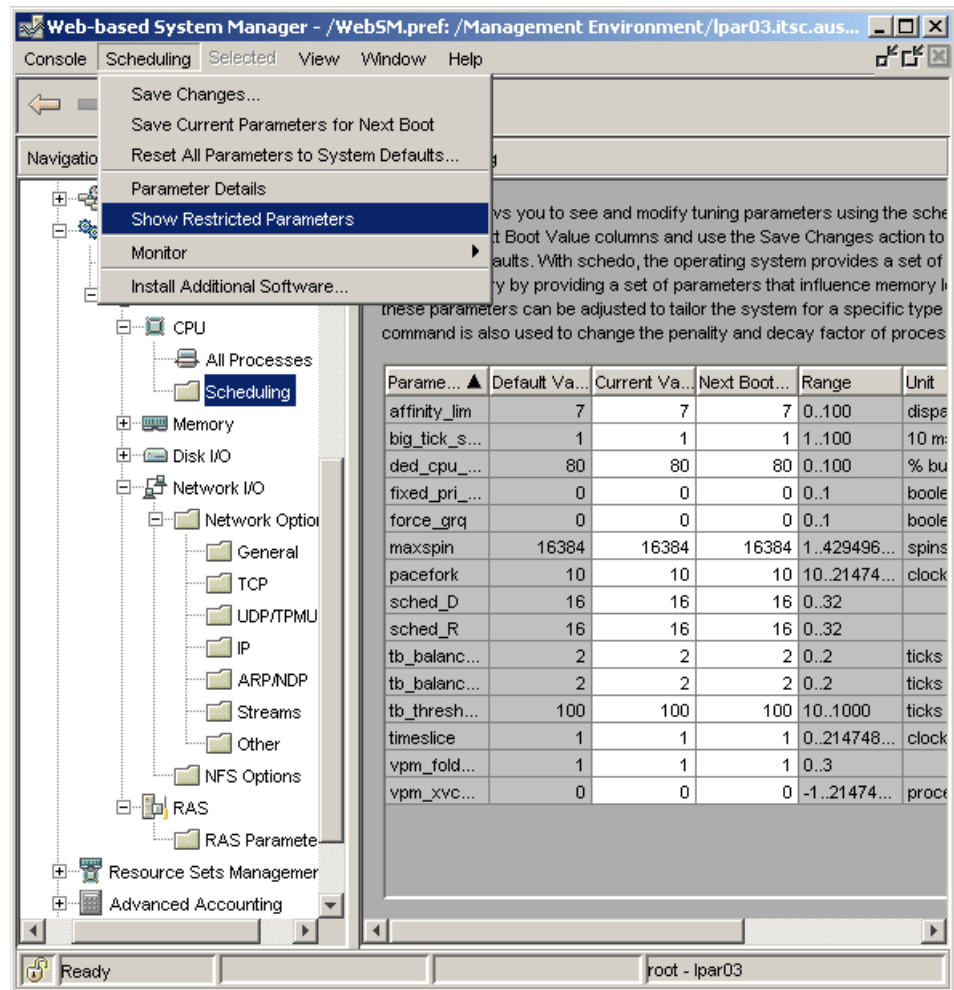 Web-based System Manager - /WebSM.pref: /Management Environment/lpar03.itsc.aus...
Console Scheduling Selected View Window Help
Save Changes...
Save Current Parameters for Next Boot
Reset All Parameters to System Defaults...
Parameter Details
Show Restricted Parameters
Monitor
Install Additional Software...
Navigatio
CPU
All Processes
Scheduling
Memory
Disk I/O
Network I/O
Network Option
General
TCP
UDP/TPMU
IP
ARP/NDP
Streams
Other
NFS Options
RAS
RAS Paramete
Resource Sets Managemer
Advanced Accounting
vs you to see and modify tuning parameters using the sche
t Boot Value columns and use the Save Changes action to
aults. With schedo, the operating system provides a set of
ry by providing a set of parameters that influence memory l
these parameters can be adjusted to tailor the system for a specific type
command is also used to change the penality and decay factor of proces
Parame... Default Va... Current Va... Next Boot... Range Unit
affinity_lim 7 7 7 0..100 dispa
big_tick_s... 1 1 1 1..100 10 m
ded_cpu_... 80 80 80 0..100 % bu
fixed_pri_... 0 0 0 0..1 boole
force_grq 0 0 0 0..1 boole
maxspin 16384 16384 16384 1..429496... spins
pacefork 10 10 10 10..21474... clock
sched_D 16 16 16 0..32
sched_R 16 16 16 0..32
tb_balanc... 2 2 2 0..2 ticks
tb_balanc... 2 2 2 0..2 ticks
tb_thresh... 100 100 100 10..1000 ticks
timeslice 1 1 1 0..214748... clock
vpm_fold... 1 1 1 0..3
vpm_xvc... 0 0 0 -1..21474... proce
Ready
root - lpar03